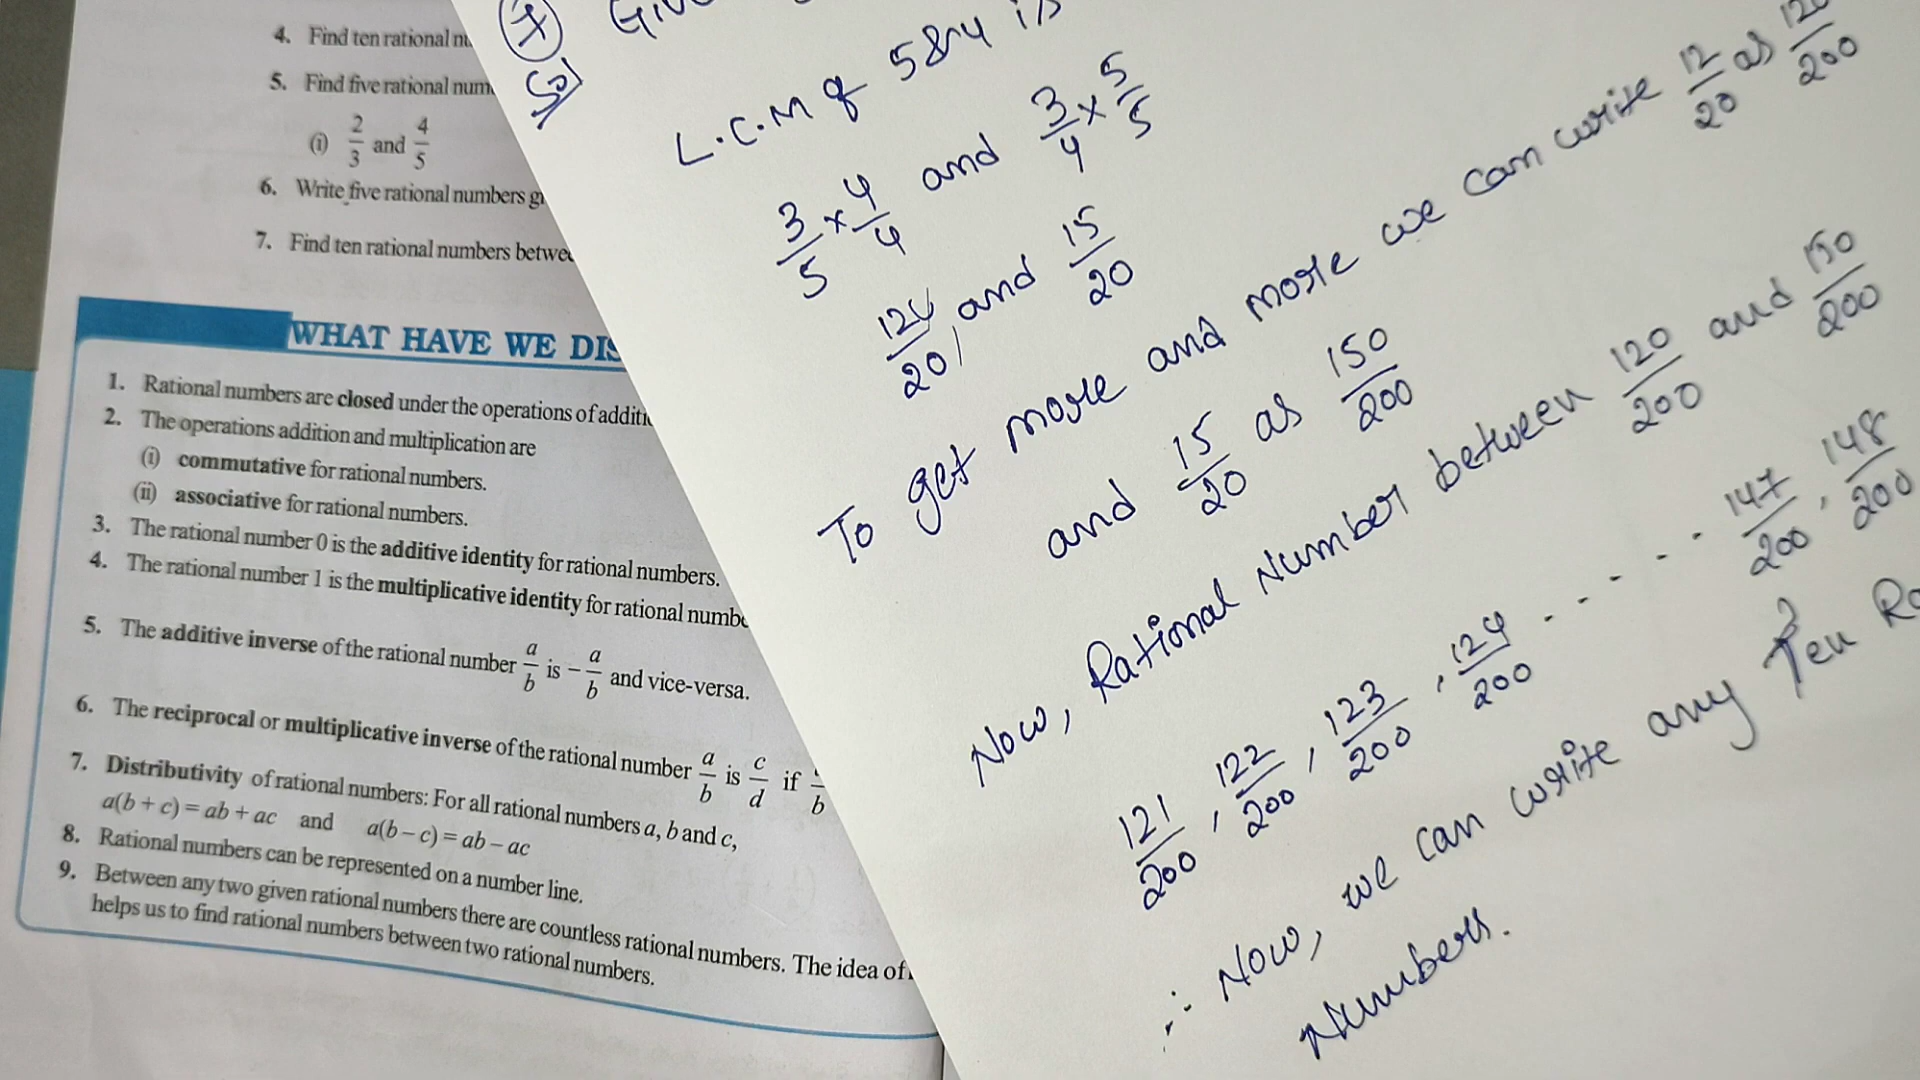 4. Find ten rational
5. Find five rational
(i) 2/3 and 4/5
6. Write five rational numbers
7. Find ten rational numbers
WHAT HAVE WE
1. Rational numbers are closed under the operations of
2. The operations addition and multiplication are
(i) commutative for rational numbers.
(ii) associative for rational numbers.
3. The rational number 0 is the additive identity for rational numbers.
4. The rational number 1 is the multiplicative identity for rational
5. The additive inverse of the rational number a/b is – a/b and vice-versa.
6. The reciprocal or multiplicative inverse of the rational number a/b is c/d if
7. Distributivity of rational numbers: For all rational numbers a, b and c,
a(b + c) = ab + ac and a(b – c) = ab – ac
8. Rational numbers can be represented on a number line.
9. Between any two given rational numbers there are countless rational numbers. The idea of
helps us to find rational numbers between two rational numbers.
7
Sol
L.C.M of 5&4 is
3/5 × 4/4 and 3/4 × 5/5
/20, and 15/20
To get more and more we can write 12/20 as /200
and 15/20 as 150/200
Now, Rational Number between 120/200 and 150/200
121/200, 122/200, 123/200, 124/200 ...... 147/200, 148/200
∴ Now, we can write any Ten
Numbers.